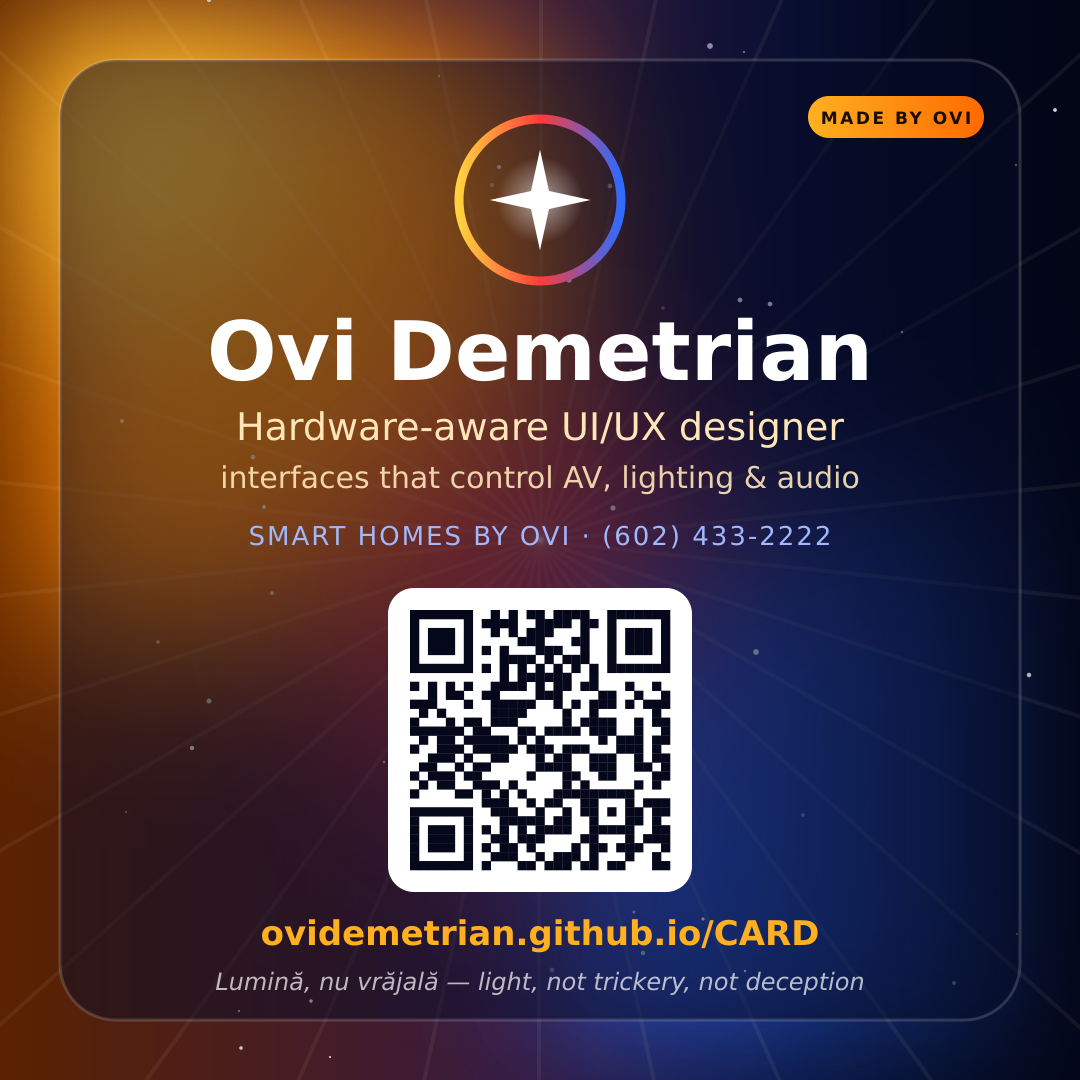 MADE BY OVI
Ovi Demetrian
Hardware-aware UI/UX designer
interfaces that control AV, lighting & audio
SMART HOMES BY OVI · (602) 433-2222
ovidemetrian.github.io/CARD
Lumină, nu vrăjală — light, not trickery, not deception